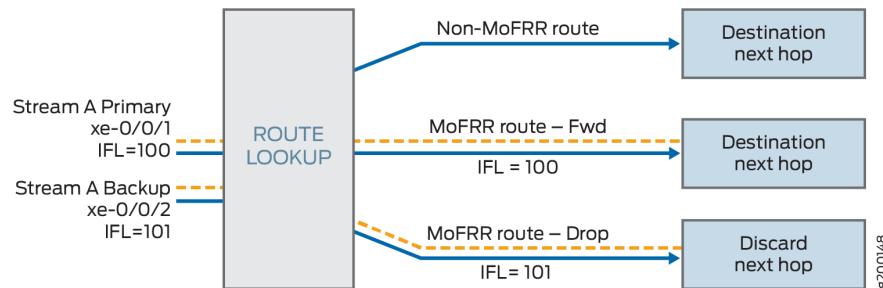 Non-MoFRR route
Destination
next hop
Stream A Primary
xe-0/0/1
IFL=100
ROUTE
LOOKUP
MoFRR route – Fwd
IFL = 100
Destination
next hop
Stream A Backup
xe-0/0/2
IFL=101
MoFRR route – Drop
IFL= 101
Discard
next hop
g200148